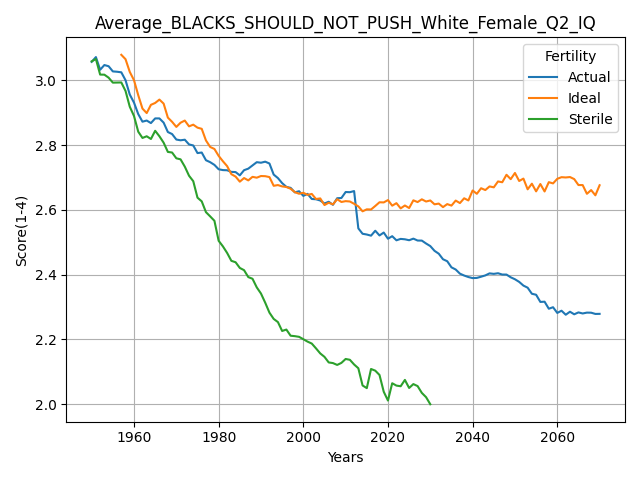 Average_BLACKS_SHOULD_NOT_PUSH_White_Female_Q2_IQ
Fertility
Actual
Ideal
Sterile
Score(1-4)
3.0
2.8
2.6
2.4
2.2
2.0
1960 1980 2000 2020 2040 2060
Years